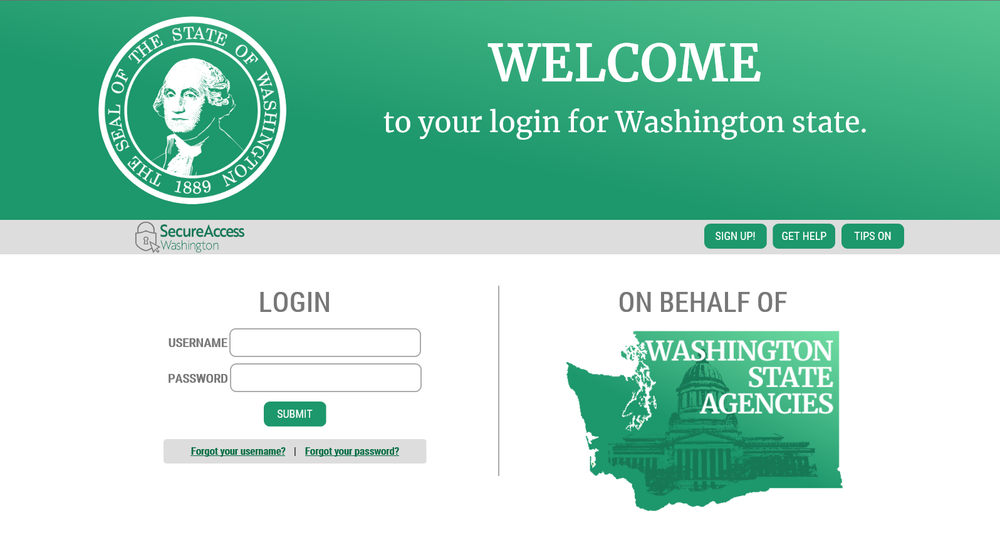 THE SEAL OF THE STATE OF WASHINGTON
1889
WELCOME
to your login for Washington state.
SecureAccess
Washington
SIGN UP!
GET HELP
TIPS ON
LOGIN
USERNAME
PASSWORD
SUBMIT
Forgot your username? | Forgot your password?
ON BEHALF OF
WASHINGTON
STATE
AGENCIES